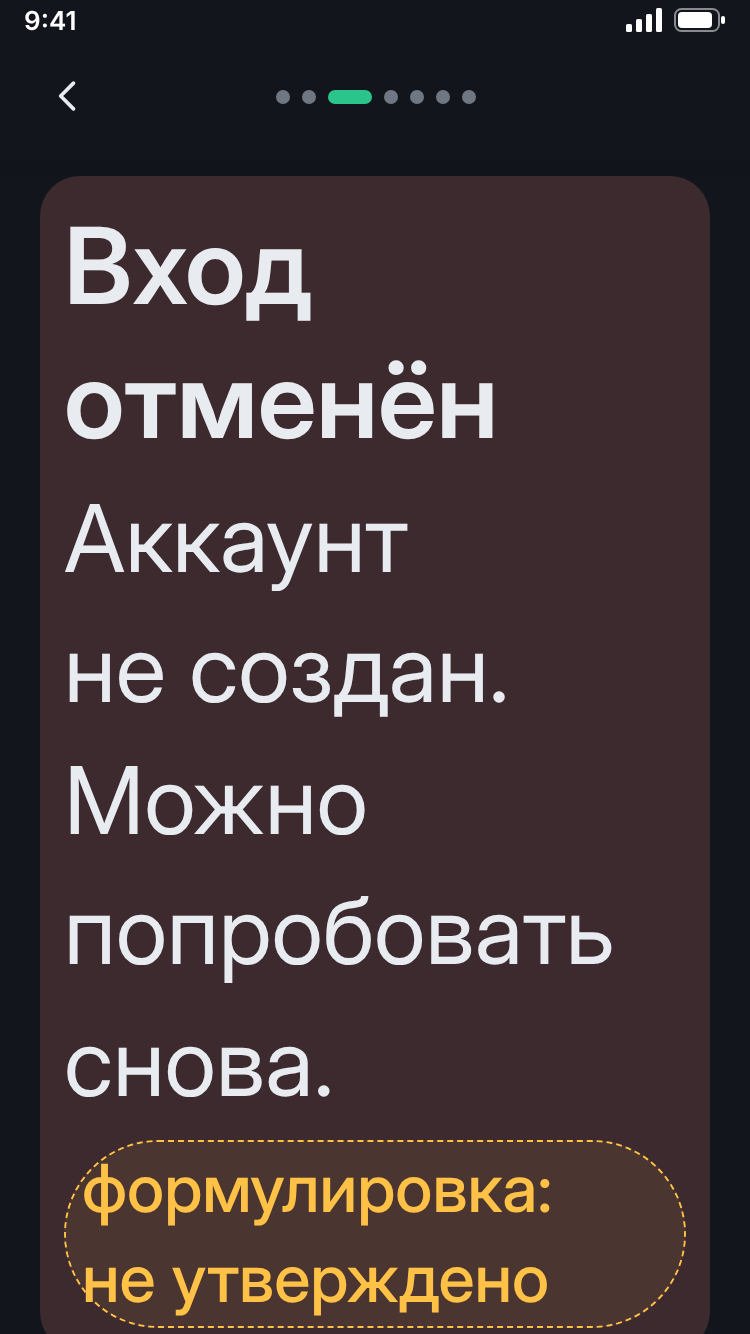 9:41
Вход
отменён
Аккаунт
не создан.
Можно
попробовать
снова.
формулировка:
не утверждено